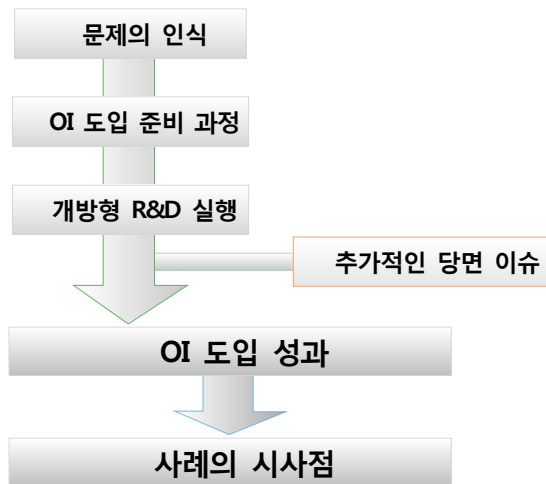 문제의 인식
OI 도입 준비 과정
개방형 R&D 실행
추가적인 당면 이슈
OI 도입 성과
사례의 시사점